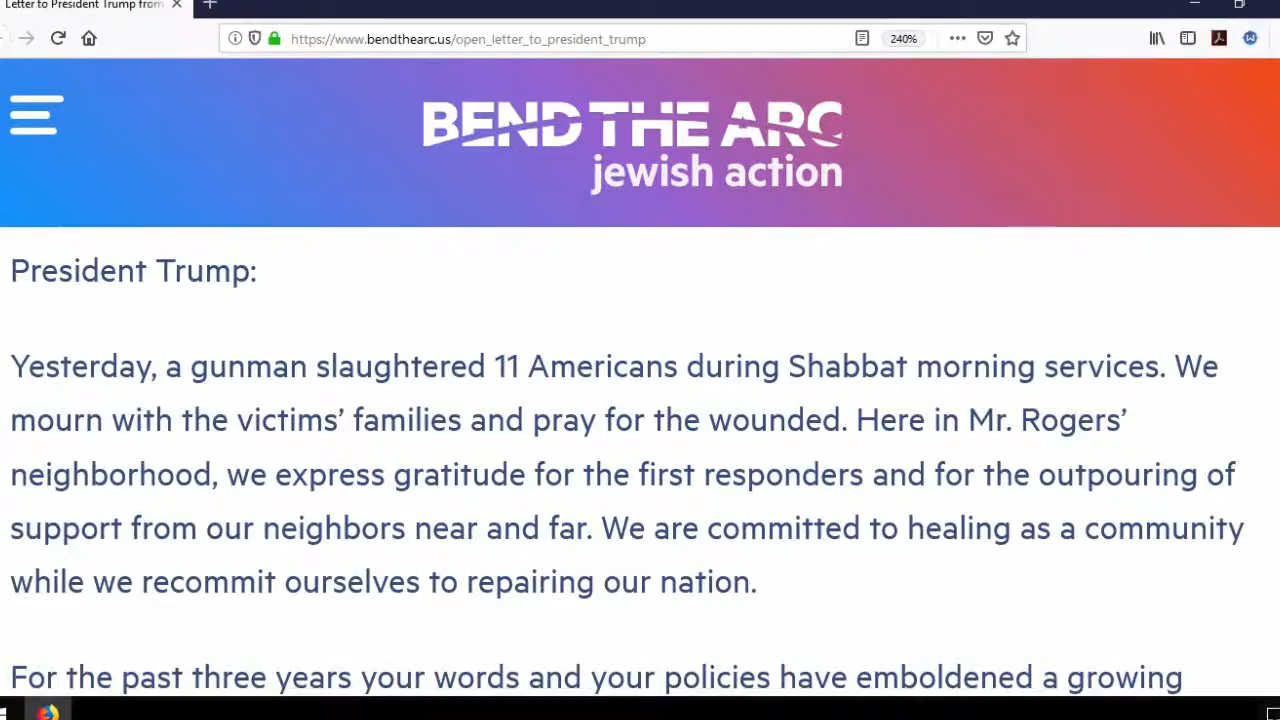 Letter to President Trump from
https://www.bendthearc.us/open_letter_to_president_trump
240%
BEND THE ARC
jewish action
President Trump:
Yesterday, a gunman slaughtered 11 Americans during Shabbat morning services. We
mourn with the victims’ families and pray for the wounded. Here in Mr. Rogers’
neighborhood, we express gratitude for the first responders and for the outpouring of
support from our neighbors near and far. We are committed to healing as a community
while we recommit ourselves to repairing our nation.
For the past three years your words and your policies have emboldened a growing